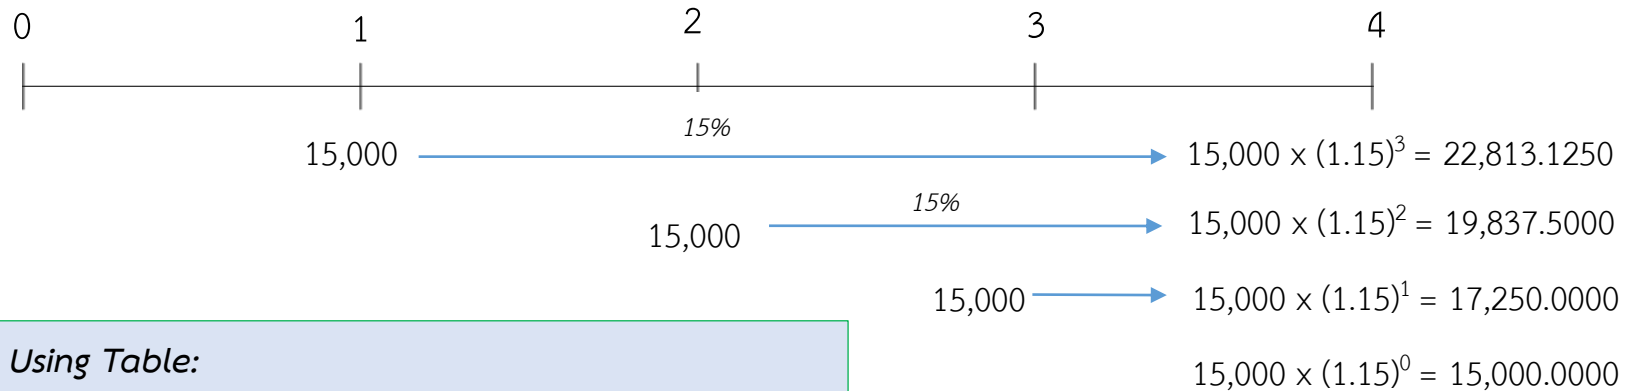 0 1 2 3 4
15%
15,000 15,000 x (1.15)³ = 22,813.1250
15%
15,000 15,000 x (1.15)² = 19,837.5000
15,000 15,000 x (1.15)¹ = 17,250.0000
Using Table:
15,000 x (1.15)⁰ = 15,000.0000